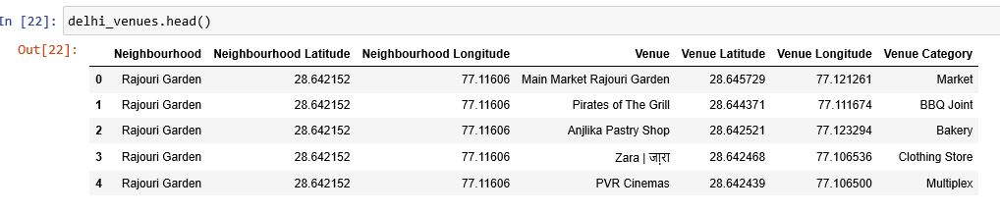 In [22]: delhi_venues.head()
Out[22]:
Neighbourhood Neighbourhood Latitude Neighbourhood Longitude Venue Venue Latitude Venue Longitude Venue Category
0 Rajouri Garden 28.642152 77.11606 Main Market Rajouri Garden 28.645729 77.121261 Market
1 Rajouri Garden 28.642152 77.11606 Pirates of The Grill 28.644371 77.111674 BBQ Joint
2 Rajouri Garden 28.642152 77.11606 Anjlika Pastry Shop 28.642521 77.123294 Bakery
3 Rajouri Garden 28.642152 77.11606 Zara | ज़ारा 28.642468 77.106536 Clothing Store
4 Rajouri Garden 28.642152 77.11606 PVR Cinemas 28.642439 77.106500 Multiplex